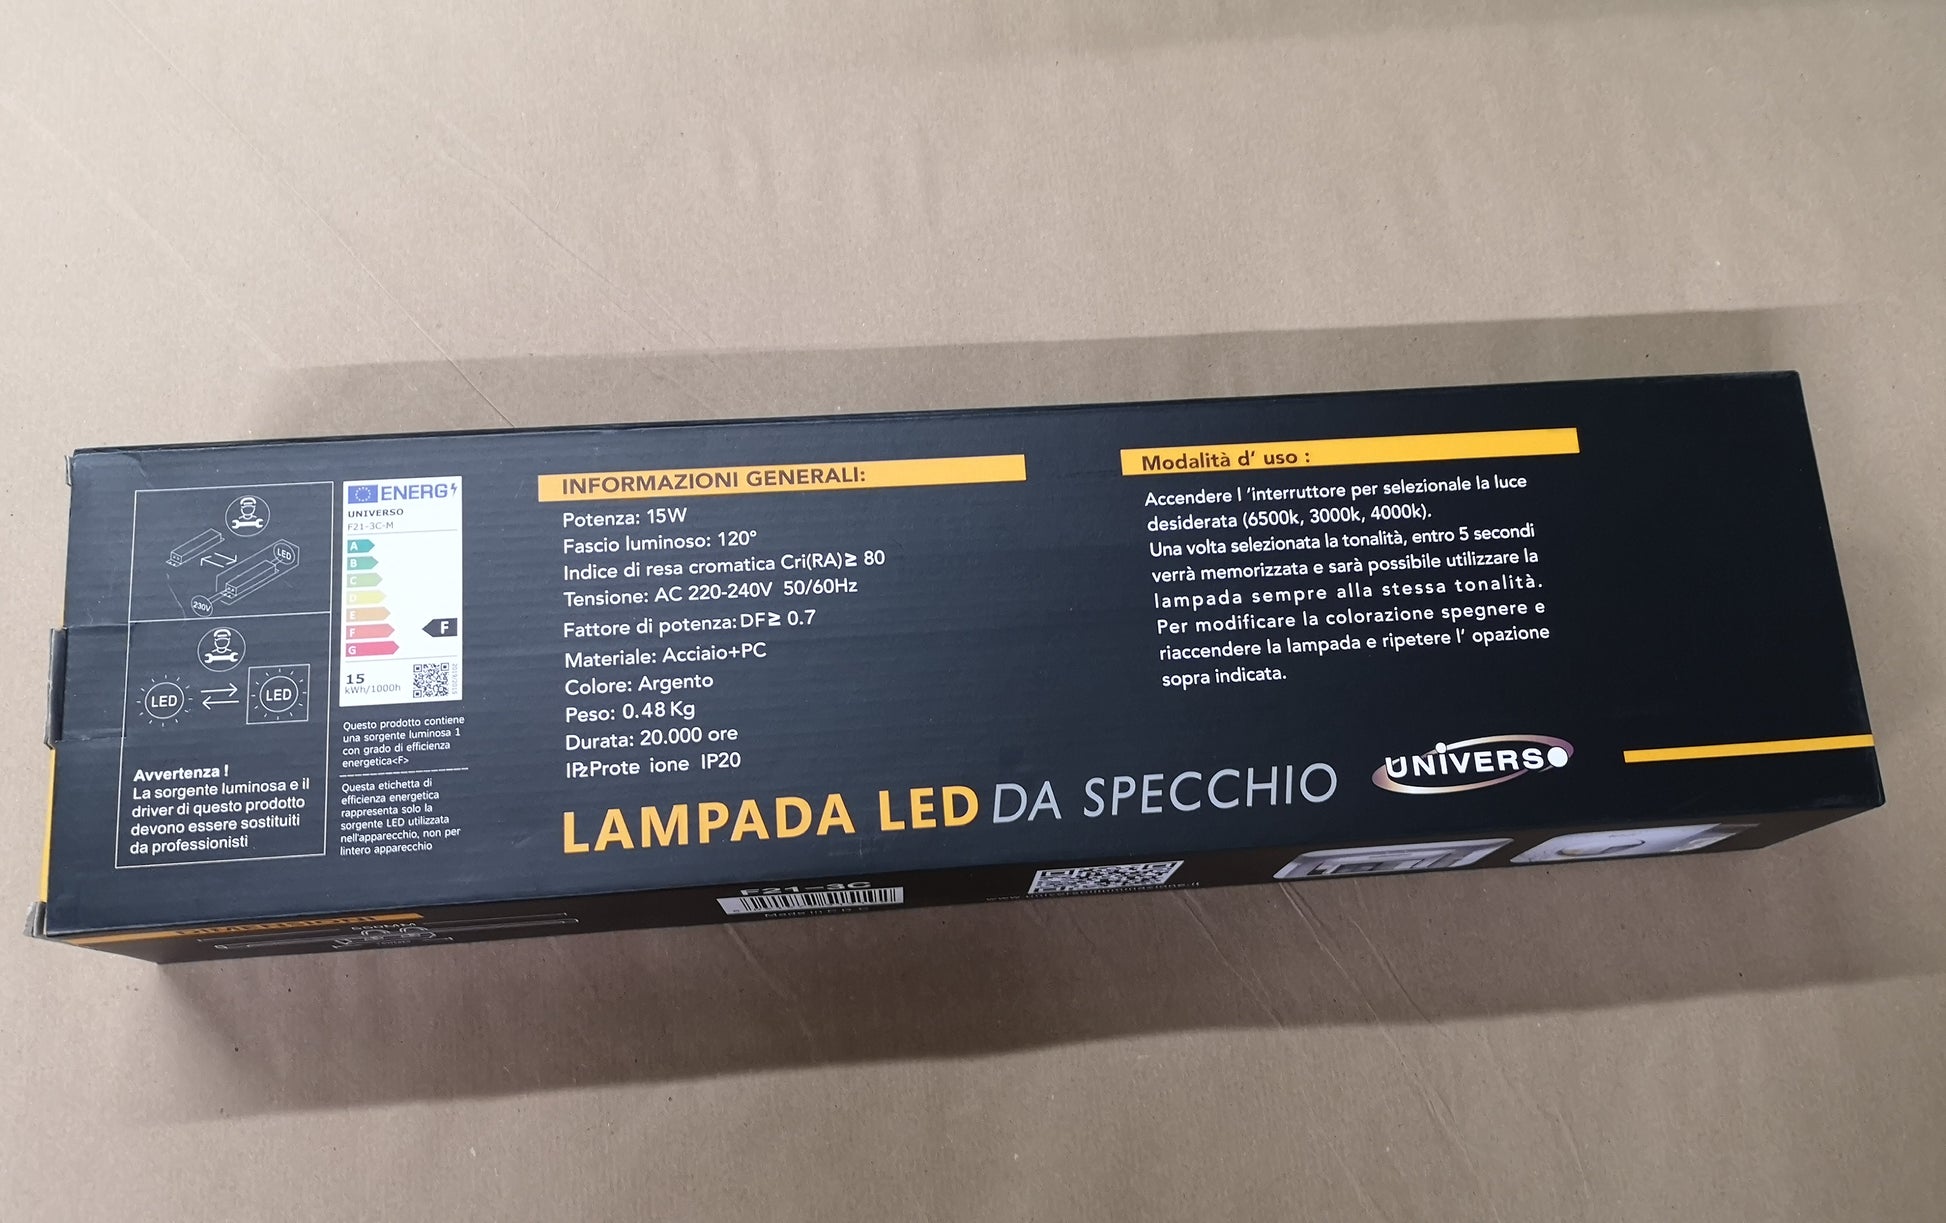 LED
230V
LED
LED
Avvertenza !
La sorgente luminosa e il
driver di questo prodotto
devono essere sostituiti
da professionisti
ENERG
UNIVERSO
F21-3C-M
A
B
C
D
E
F
G
F
15
kWh/1000h
2019/2015
Questo prodotto contiene
una sorgente luminosa 1
con grado di efficienza
energetica<F>
Questa etichetta di
efficienza energetica
rappresenta solo la
sorgente LED utilizzata
nell'apparecchio, non per
lintero apparecchio
INFORMAZIONI GENERALI:
Potenza: 15W
Fascio luminoso: 120°
Indice di resa cromatica Cri(RA)≥ 80
Tensione: AC 220-240V 50/60Hz
Fattore di potenza: DF≥ 0.7
Materiale: Acciaio+PC
Colore: Argento
Peso: 0.48 Kg
Durata: 20.000 ore
IPzProte ione IP20
LAMPADA LED DA SPECCHIO
Modalità d' uso :
Accendere l 'interruttore per selezionale la luce
desiderata (6500k, 3000k, 4000k).
Una volta selezionata la tonalità, entro 5 secondi
verrà memorizzata e sarà possibile utilizzare la
lampada sempre alla stessa tonalità.
Per modificare la colorazione spegnere e
riaccendere la lampada e ripetere l' opazione
sopra indicata.
UNIVERSO
DIMENSIONI
F21-3C
Made in P.R.C